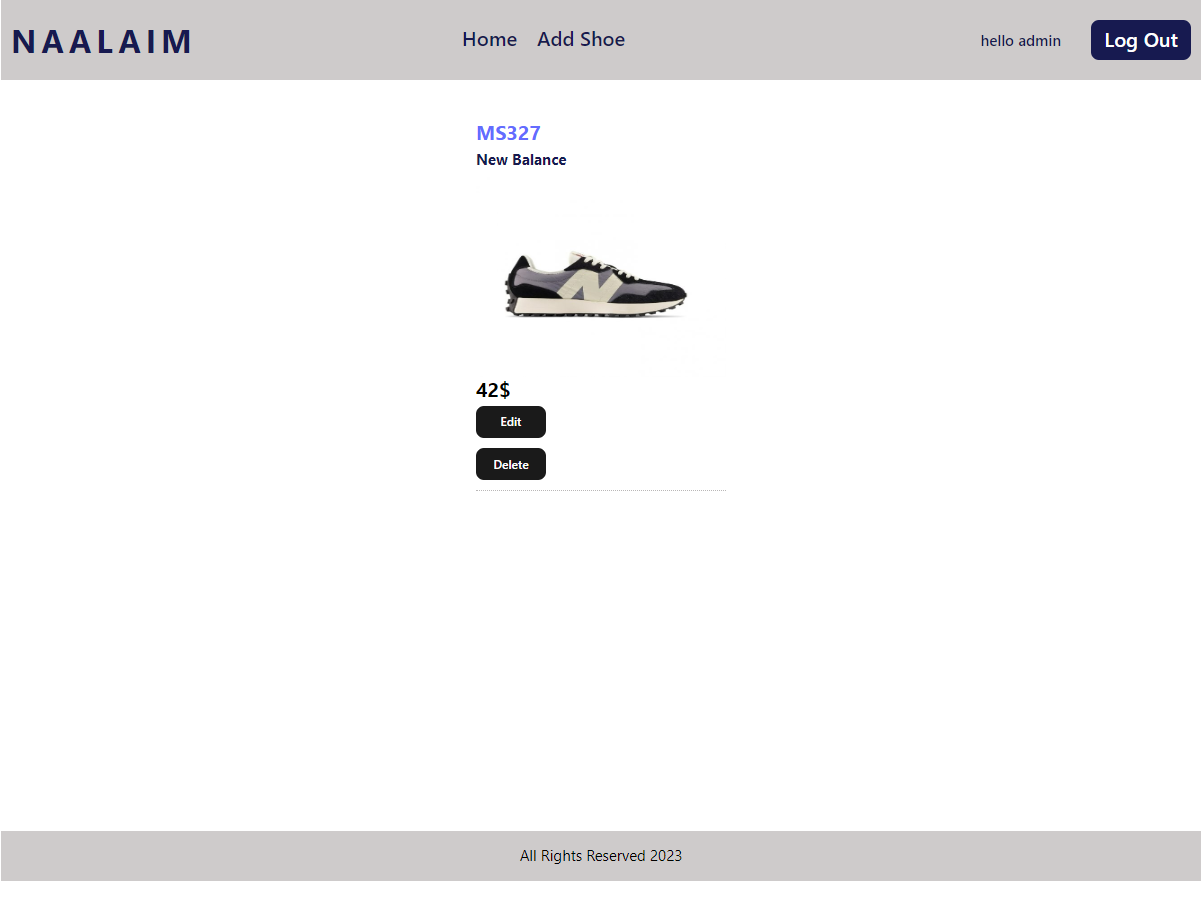 NAALAIM
Home
Add Shoe
hello admin
Log Out
MS327
New Balance
N
42$
Edit
Delete
All Rights Reserved 2023